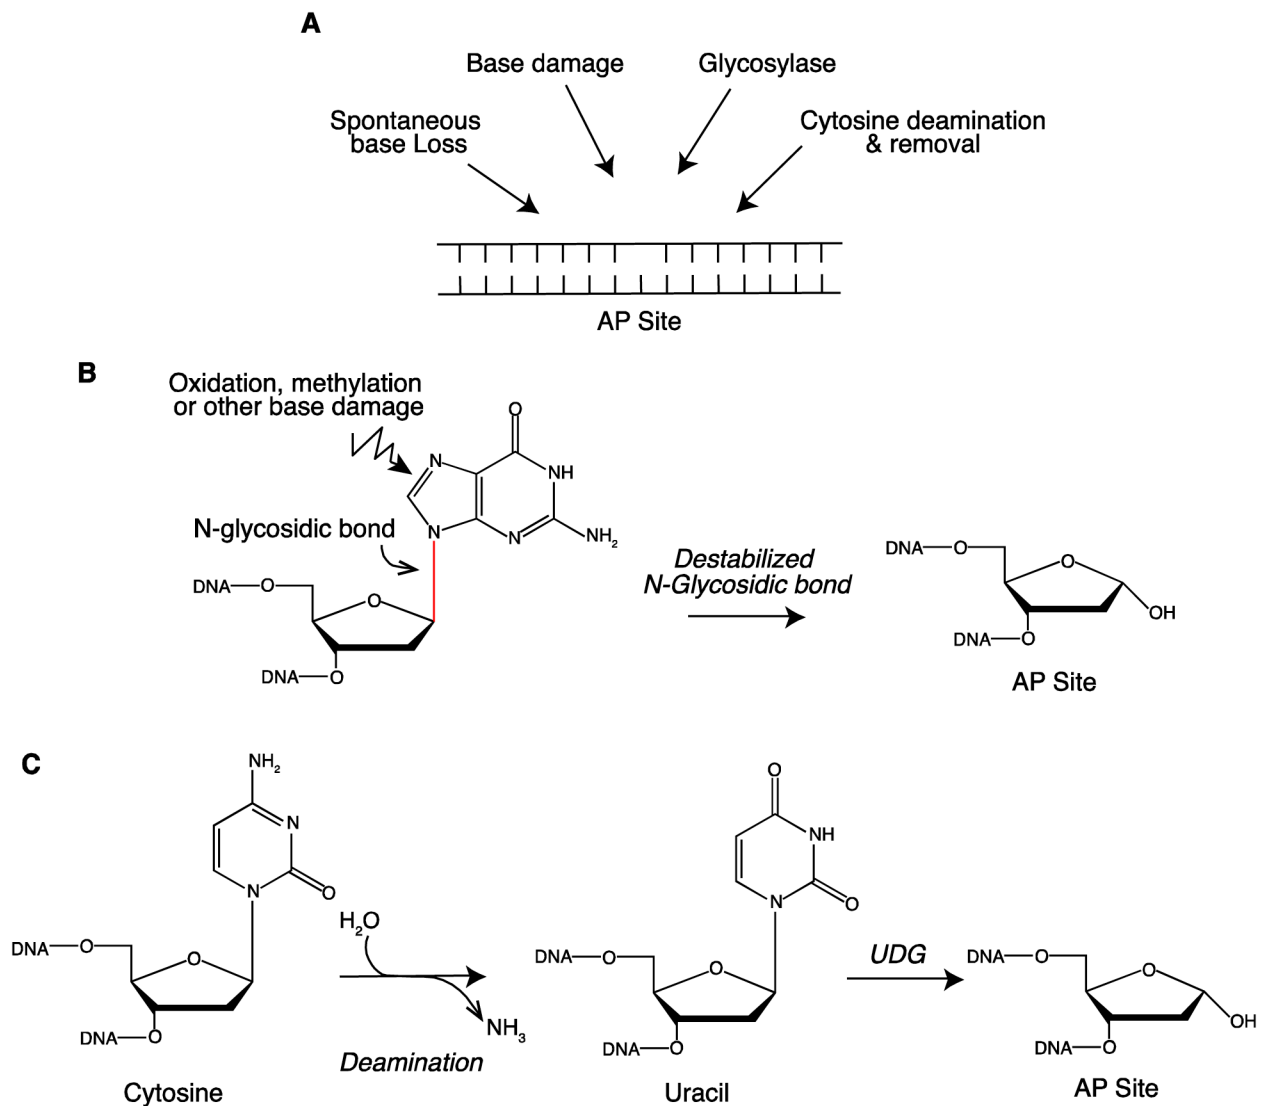 A
Base damage
Glycosylase
Spontaneous
base Loss
Cytosine deamination
& removal
AP Site
B
Oxidation, methylation
or other base damage
O
N
NH
N-glycosidic bond
N
N
NH₂
DNA
O
O
DNA
O
Destabilized
N-Glycosidic bond
DNA
O
O
OH
DNA
O
AP Site
C
NH₂
N
N
O
DNA
O
O
DNA
O
Cytosine
H₂O
NH₃
Deamination
O
NH
N
O
DNA
O
O
DNA
O
Uracil
UDG
DNA
O
O
OH
DNA
O
AP Site